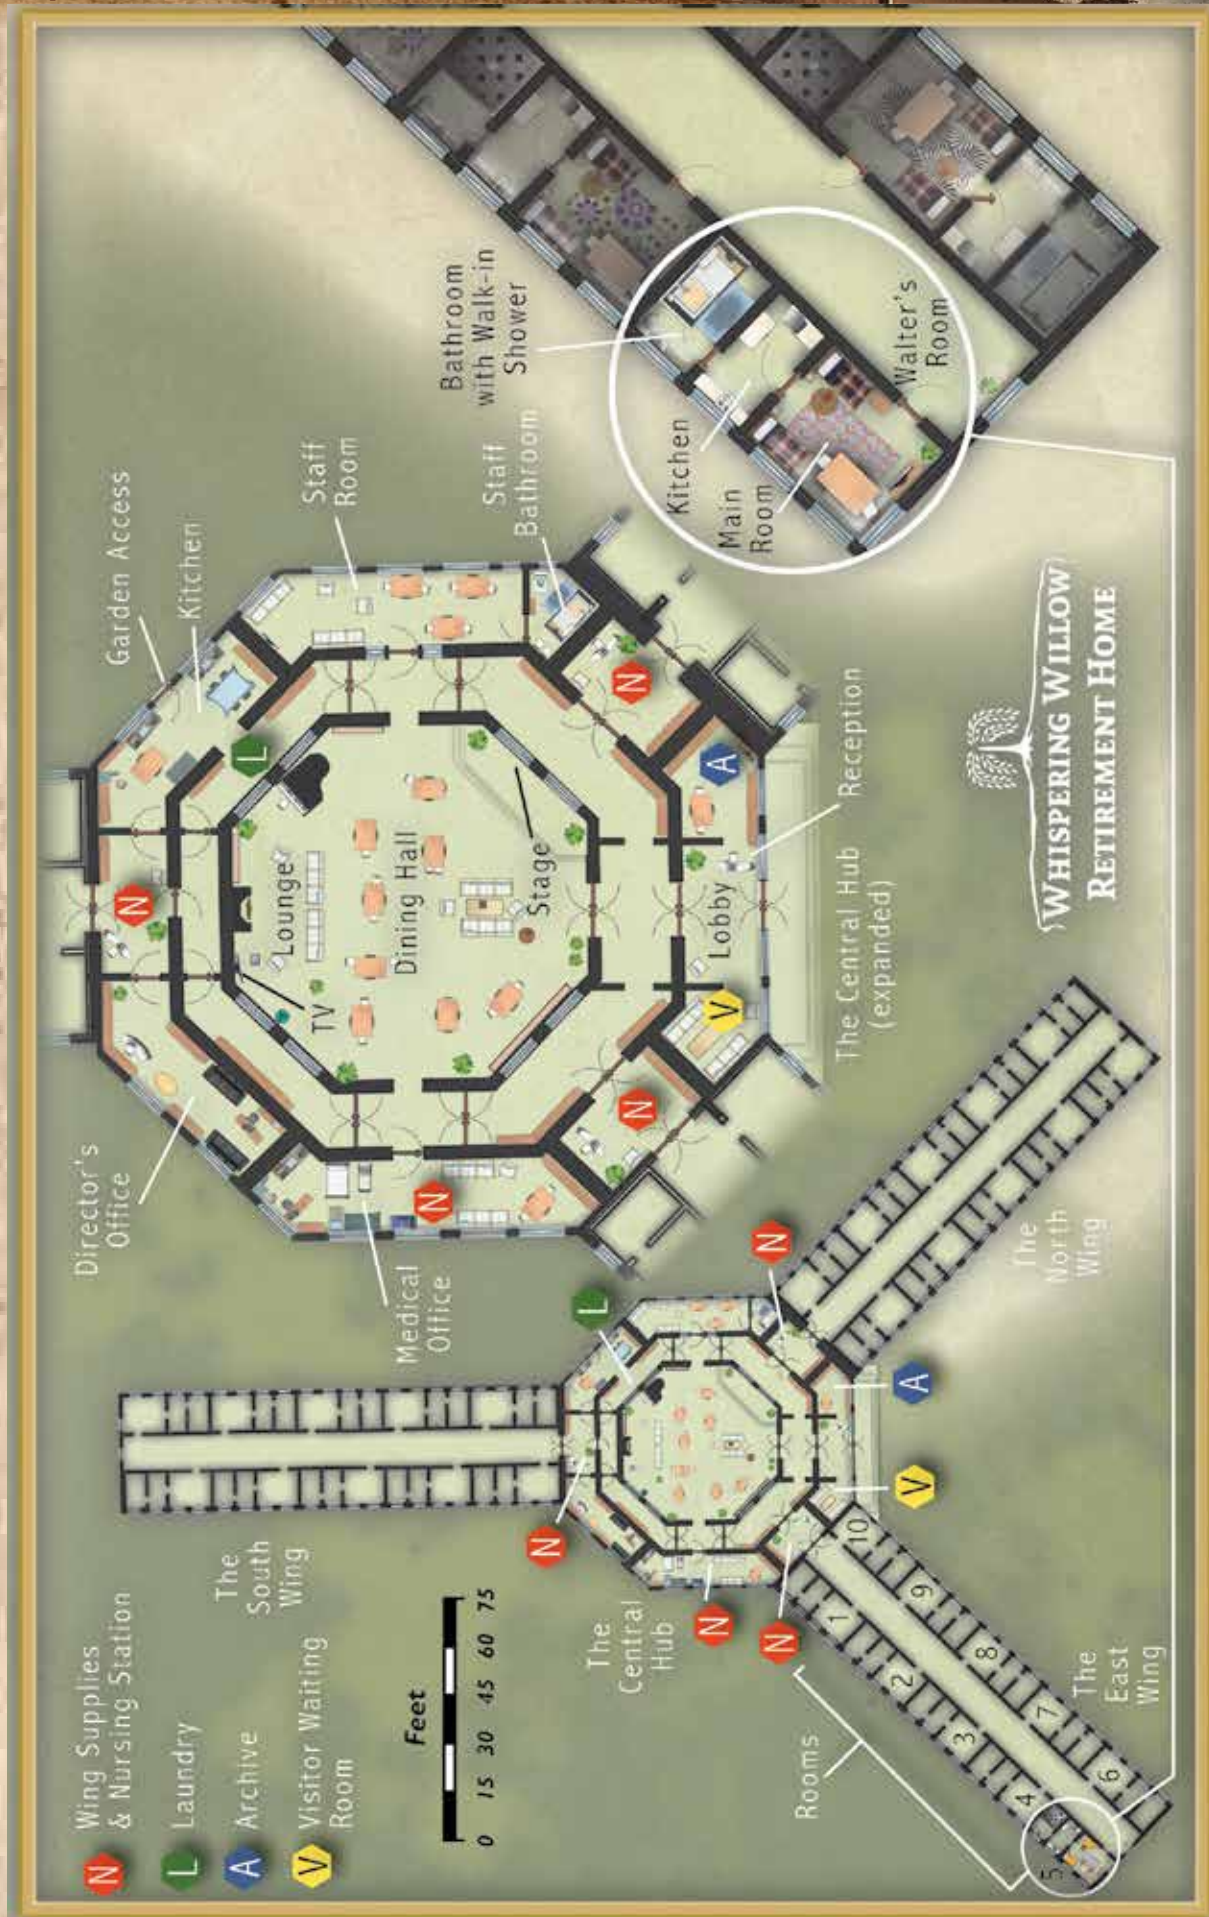 N Wing Supplies
& Nursing Station
L Laundry
A Archive
V Visitor Waiting
Room
Feet
0 15 30 45 60 75
The
South
Wing
The
Central
Hub
Rooms
1
2
3
4
5
6
7
8
9
10
The
East
Wing
The
North
Wing
N
N
N
N
L
A
V
Director's
Office
Medical
Office
Garden Access
Kitchen
Staff
Room
Staff
Bathroom
TV
Lounge
Dining Hall
Stage
Lobby
Reception
N
N
N
N
L
A
V
The Central Hub
(expanded)
Bathroom
with Walk-in
Shower
Kitchen
Main
Room
Walter's
Room
WHISPERING WILLOW
RETIREMENT HOME